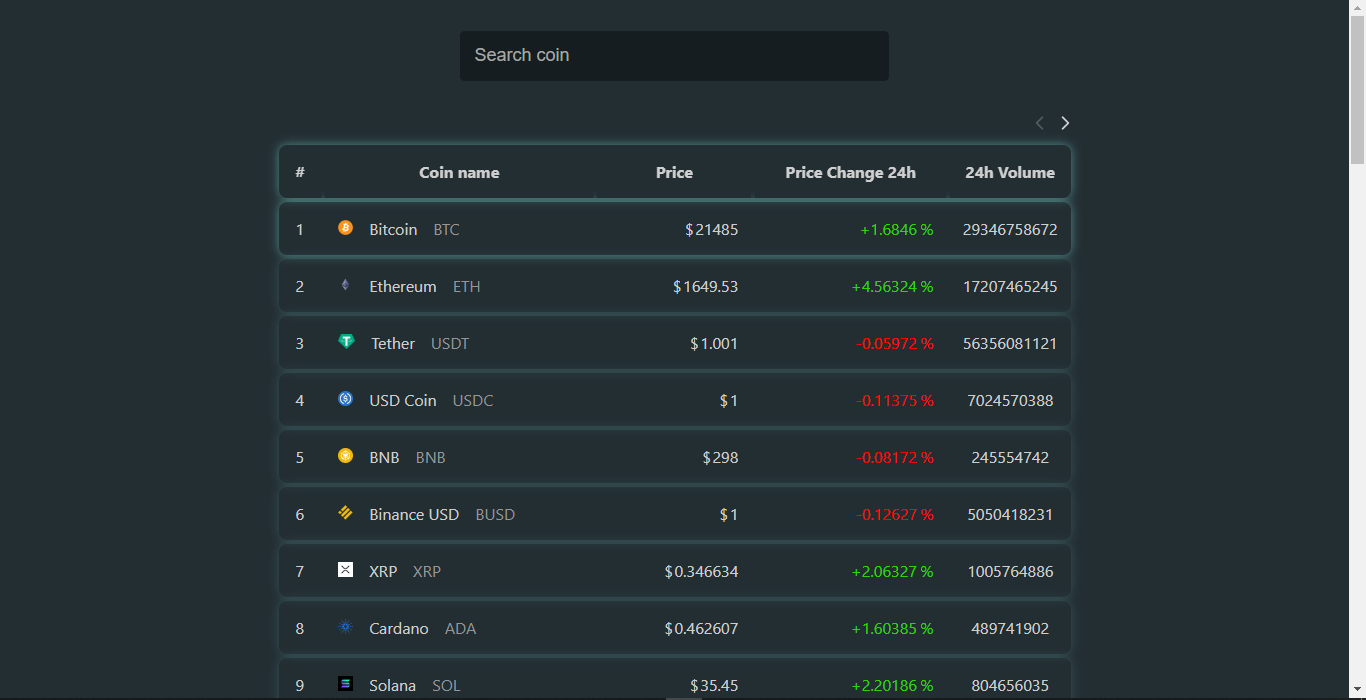 Search coin
# Coin name Price Price Change 24h 24h Volume
1 Bitcoin BTC $21485 +1.6846 % 29346758672
2 Ethereum ETH $1649.53 +4.56324 % 17207465245
3 Tether USDT $1.001 -0.05972 % 56356081121
4 USD Coin USDC $1 -0.11375 % 7024570388
5 BNB BNB $298 -0.08172 % 245554742
6 Binance USD BUSD $1 -0.12627 % 5050418231
7 XRP XRP $0.346634 +2.06327 % 1005764886
8 Cardano ADA $0.462607 +1.60385 % 489741902
9 Solana SOL $35.45 +2.20186 % 804656035